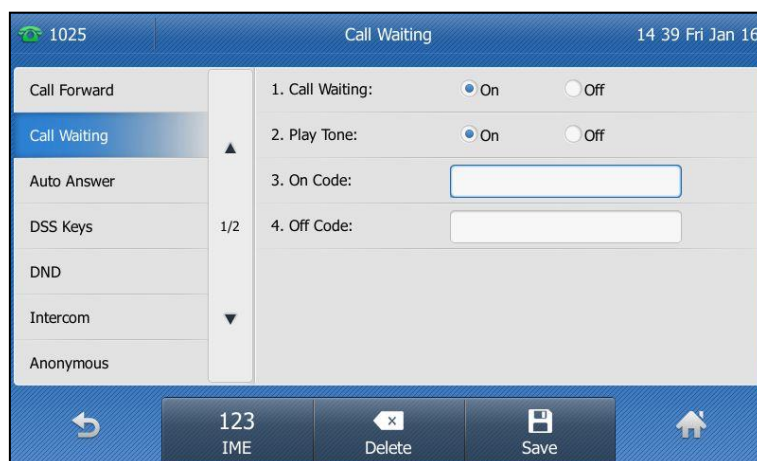 1025 Call Waiting 14 39 Fri Jan 16
Call Forward
Call Waiting
Auto Answer
DSS Keys
DND
Intercom
Anonymous
1/2
1. Call Waiting: On Off
2. Play Tone: On Off
3. On Code:
4. Off Code:
123
IME
Delete
Save